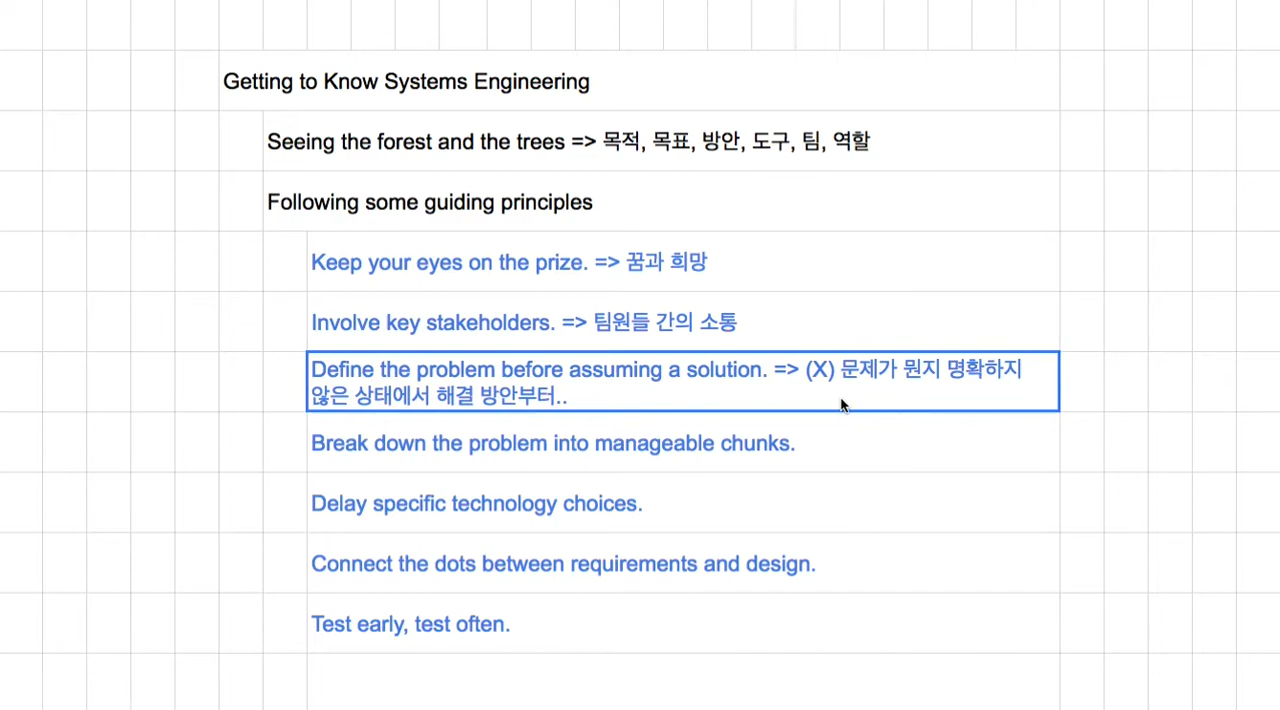 Getting to Know Systems Engineering
Seeing the forest and the trees => 목적, 목표, 방안, 도구, 팀, 역할
Following some guiding principles
Keep your eyes on the prize. => 꿈과 희망
Involve key stakeholders. => 팀원들 간의 소통
Define the problem before assuming a solution. => (X) 문제가 뭔지 명확하지
않은 상태에서 해결 방안부터..
Break down the problem into manageable chunks.
Delay specific technology choices.
Connect the dots between requirements and design.
Test early, test often.